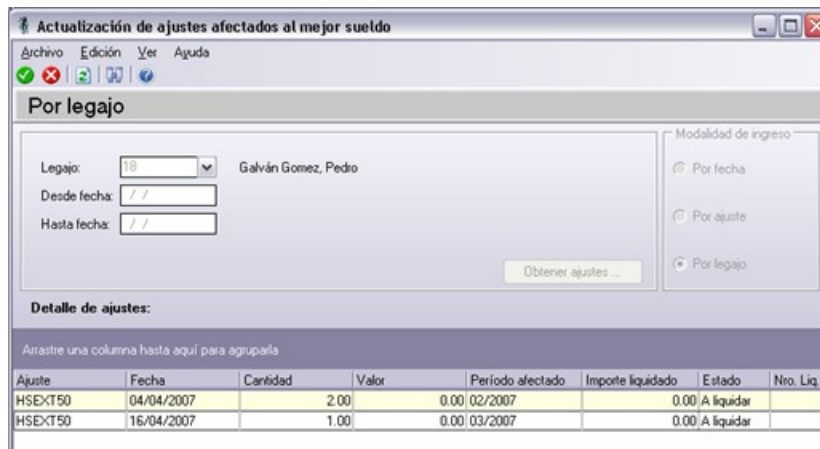 Actualización de ajustes afectados al mejor sueldo
Archivo Edición Ver Ayuda
Por legajo
Modalidad de ingreso
Legajo: 18 Galván Gomez, Pedro
Por fecha
Desde fecha: / /
Hasta fecha: / /
Por ajuste
Obtener ajustes ...
Por legajo
Detalle de ajustes:
Arrastre una columna hasta aquí para agruparla
Ajuste Fecha Cantidad Valor Período afectado Importe liquidado Estado Nro. Liq.
HSEXT50 04/04/2007 2.00 0.00 02/2007 0.00 A liquidar
HSEXT50 16/04/2007 1.00 0.00 03/2007 0.00 A liquidar